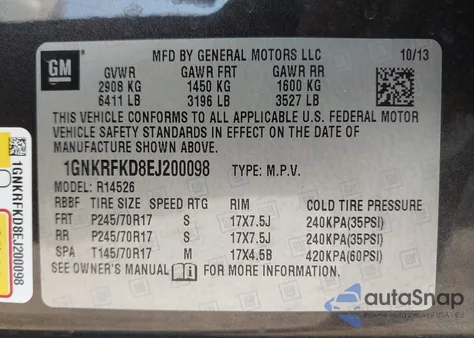 GM
MFD BY GENERAL MOTORS LLC 10/13
GVWR GAWR FRT GAWR RR
2908 KG 1450 KG 1600 KG
6411 LB 3196 LB 3527 LB
THIS VEHICLE CONFORMS TO ALL APPLICABLE U.S. FEDERAL MOTOR
VEHICLE SAFETY STANDARDS IN EFFECT ON THE DATE OF
MANUFACTURE SHOWN ABOVE.
1GNKRFKD8EJ200098 TYPE: M.P.V.
MODEL: R14526
RBBF TIRE SIZE SPEED RTG RIM COLD TIRE PRESSURE
FRT P245/70R17 S 17X7.5J 240KPA(35PSI)
RR P245/70R17 S 17X7.5J 240KPA(35PSI)
SPA T145/70R17 M 17X4.5B 420KPA(60PSI)
SEE OWNER'S MANUAL FOR MORE INFORMATION
1GNKRFKD8EJ200098
autoSnap